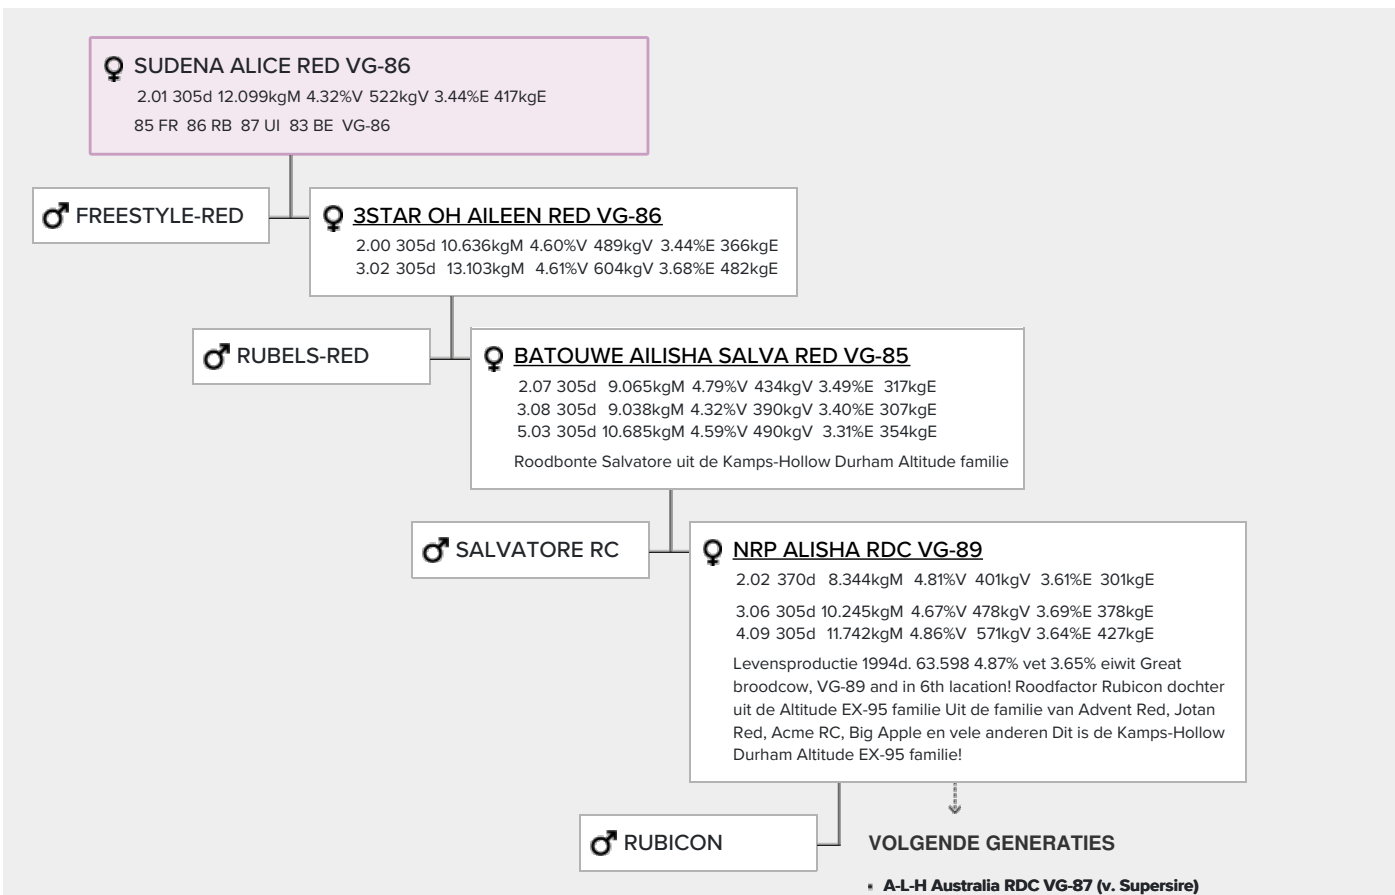 SUDENA ALICE RED VG-86
2.01 305d 12.099kgM 4.32%V 522kgV 3.44%E 417kgE
85 FR 86 RB 87 UI 83 BE VG-86
FREESTYLE-RED
3STAR OH AILEEN RED VG-86
2.00 305d 10.636kgM 4.60%V 489kgV 3.44%E 366kgE
3.02 305d 13.103kgM 4.61%V 604kgV 3.68%E 482kgE
RUBELS-RED
BATOUWE AILISHA SALVA RED VG-85
2.07 305d 9.065kgM 4.79%V 434kgV 3.49%E 317kgE
3.08 305d 9.038kgM 4.32%V 390kgV 3.40%E 307kgE
5.03 305d 10.685kgM 4.59%V 490kgV 3.31%E 354kgE
Roodbonte Salvatore uit de Kamps-Hollow Durham Altitude familie
SALVATORE RC
NRP ALISHA RDC VG-89
2.02 370d 8.344kgM 4.81%V 401kgV 3.61%E 301kgE
3.06 305d 10.245kgM 4.67%V 478kgV 3.69%E 378kgE
4.09 305d 11.742kgM 4.86%V 571kgV 3.64%E 427kgE
Levensproductie 1994d. 63.598 4.87% vet 3.65% eiwit Great
broodcow, VG-89 and in 6th lacation! Roodfactor Rubicon dochter
uit de Altitude EX-95 familie Uit de familie van Advent Red, Jotan
Red, Acme RC, Big Apple en vele anderen Dit is de Kamps-Hollow
Durham Altitude EX-95 familie!
RUBICON
VOLGENDE GENERATIES
▪ A-L-H Australia RDC VG-87 (v. Supersire)